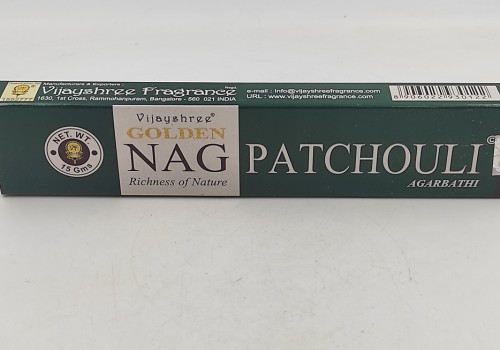 Manufacturers & Exporters :
Vijayshree Fragrance
1630, 1st Cross, Rammohanpuram, Bangalore - 560 021 INDIA
e-mail : info@vijayshreefragrance.com
URL : www.vijayshreefragrance.com
NET. WT.
15 Gms
Vijayshree®
GOLDEN
NAG
Richness of Nature
PATCHOULI
AGARBATHI